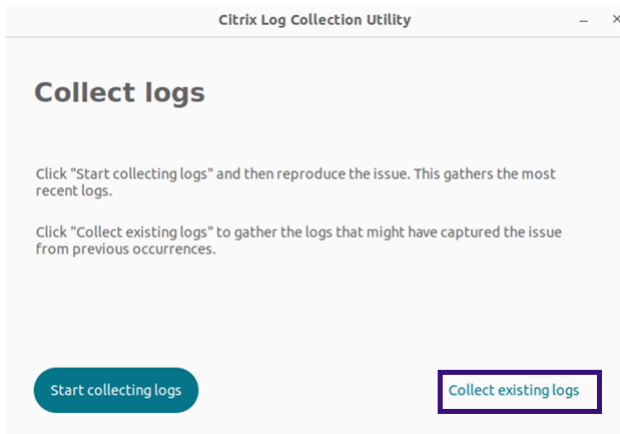 Citrix Log Collection Utility
Collect logs
Click "Start collecting logs" and then reproduce the issue. This gathers the most
recent logs.
Click "Collect existing logs" to gather the logs that might have captured the issue
from previous occurrences.
Start collecting logs
Collect existing logs